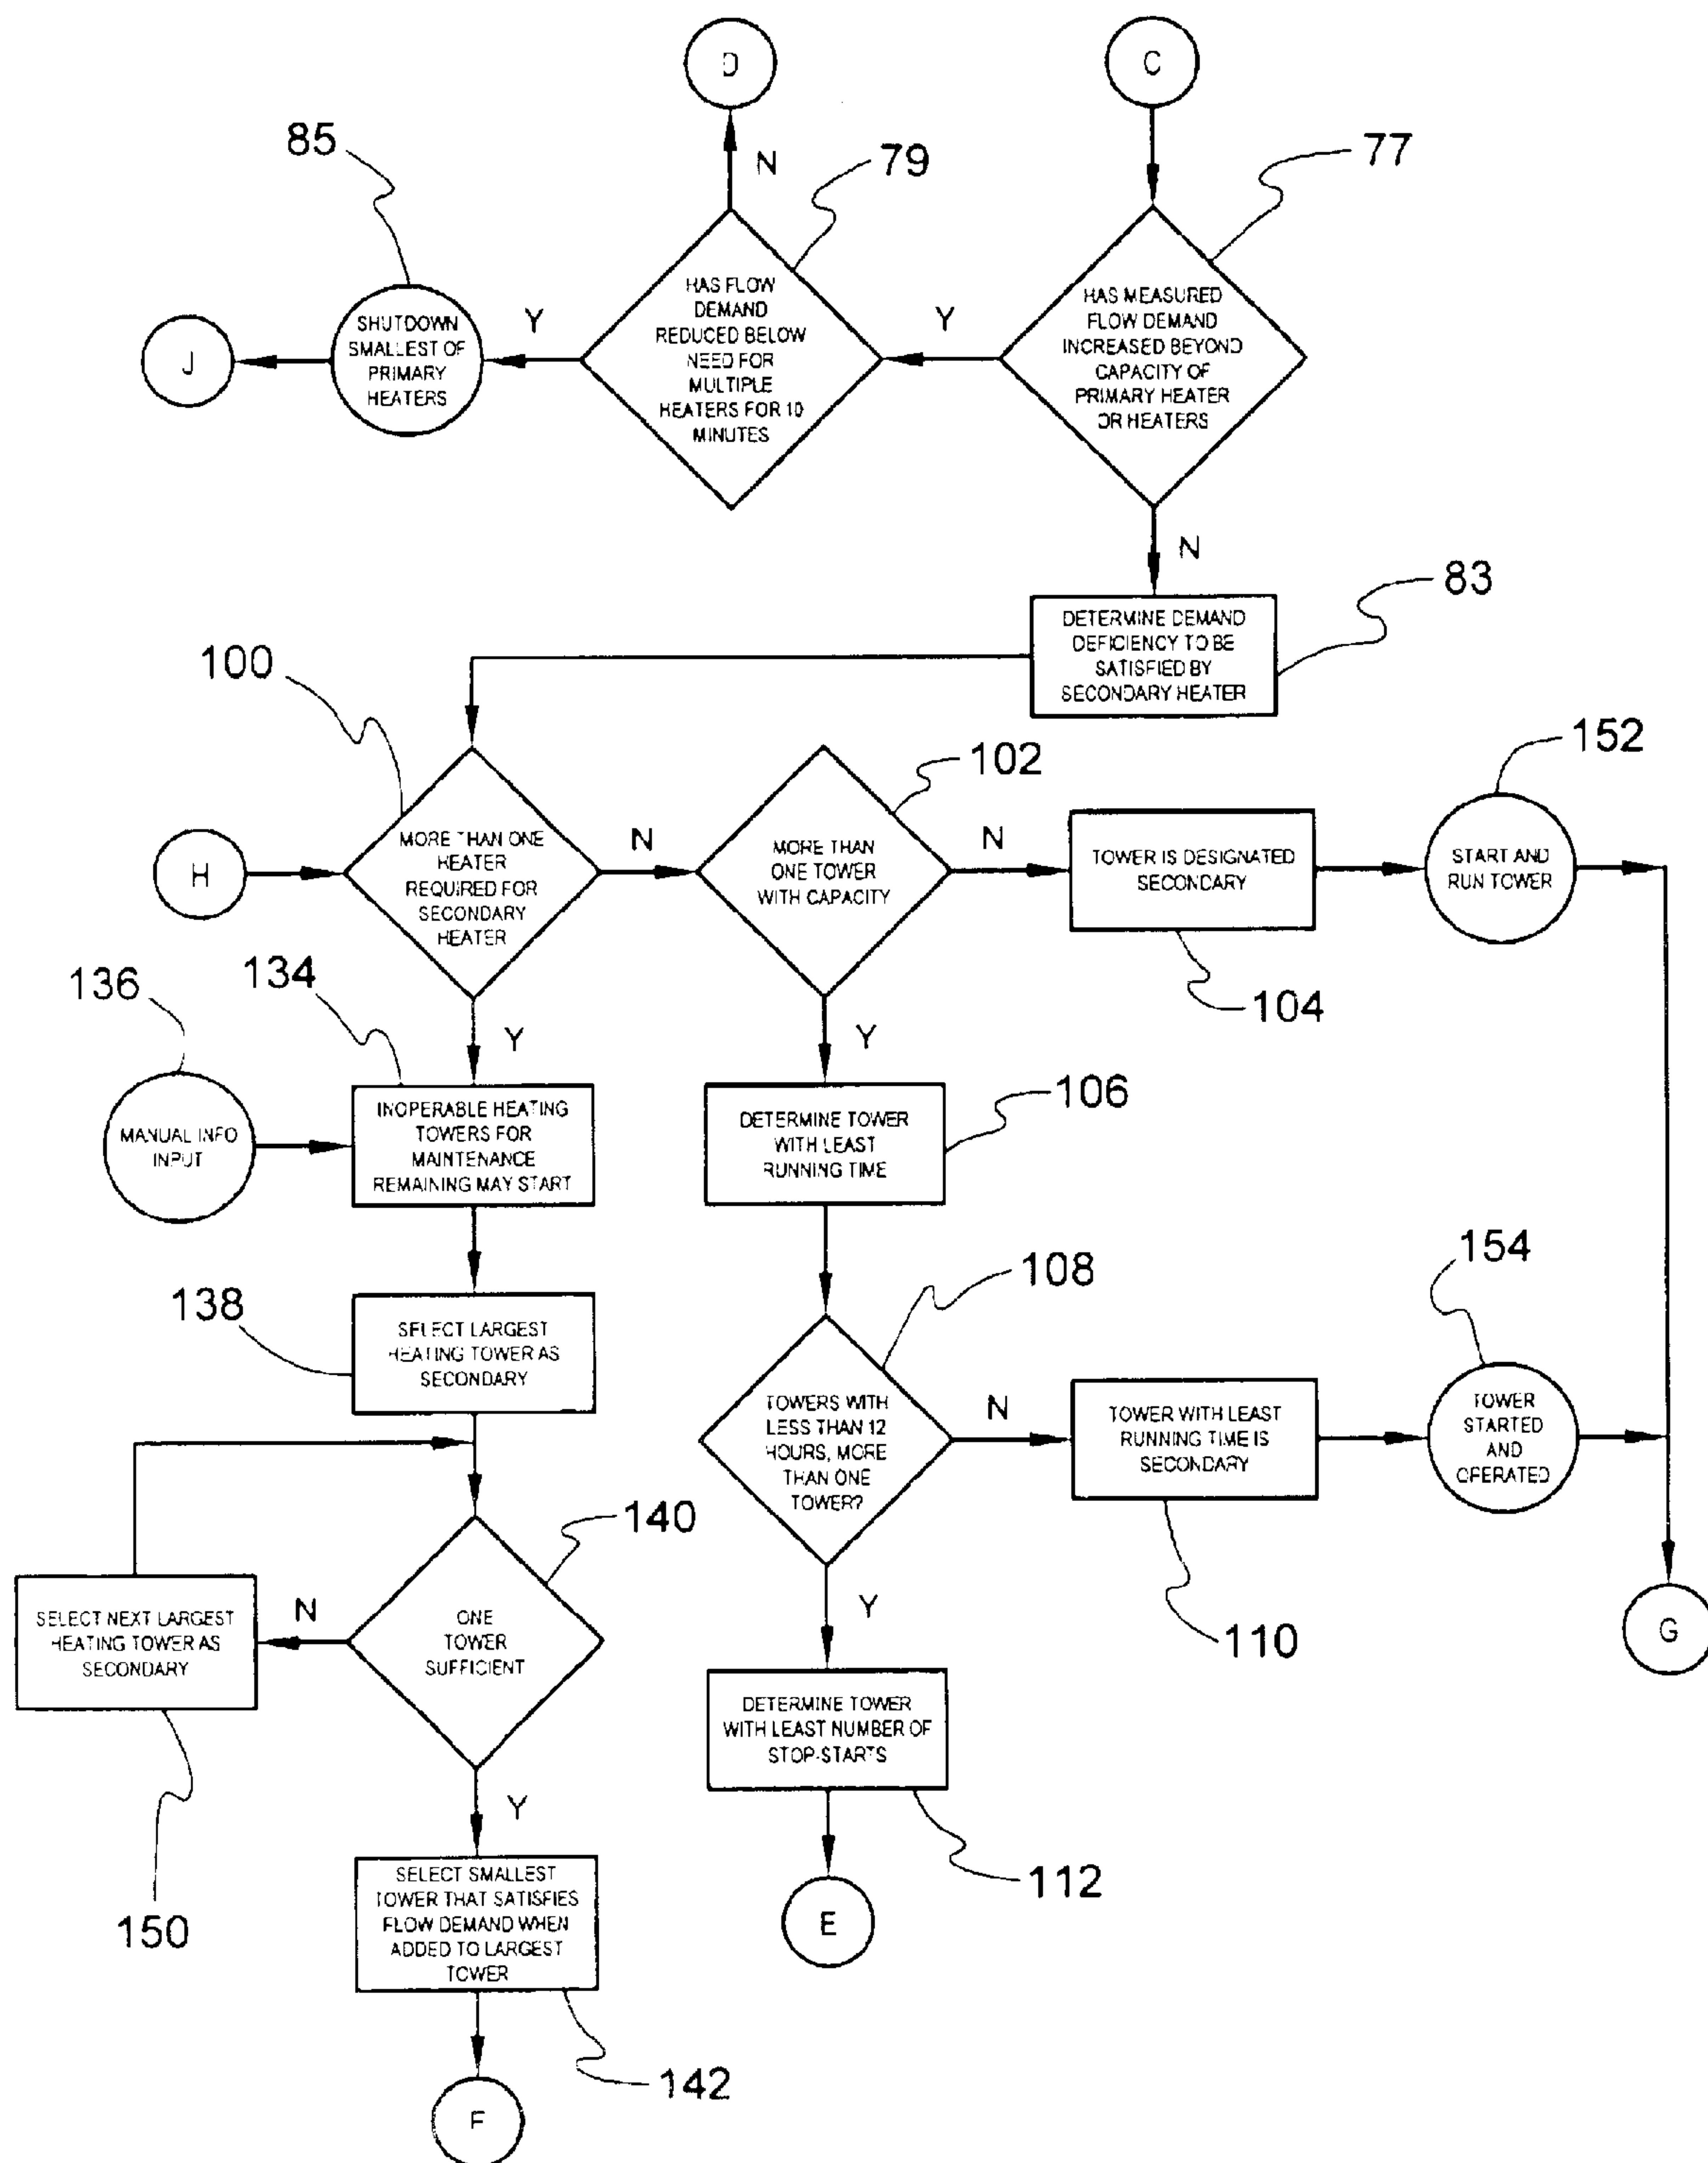 D
C
85
79
77
N
SHUTDOWN
SMALLEST OF
PRIMARY
HEATERS
J
Y
HAS FLOW
DEMAND
REDUCED BELOW
NEED FOR
MULTIPLE
HEATERS FOR 10
MINUTES
Y
HAS MEASURED
FLOW DEMAND
INCREASED BEYOND
CAPACITY OF
PRIMARY HEATER
OR HEATERS
N
83
DETERMINE DEMAND
DEFICIENCY TO BE
SATISFIED BY
SECONDARY HEATER
100
102
152
H
MORE THAN ONE
HEATER
REQUIRED FOR
SECONDARY
HEATER
N
MORE THAN
ONE TOWER
WITH CAPACITY
N
TOWER IS DESIGNATED
SECONDARY
START AND
RUN TOWER
136
134
104
Y
Y
MANUAL INFO
INPUT
INOPERABLE HEATING
TOWERS FOR
MAINTENANCE
REMAINING MAY START
DETERMINE TOWER
WITH LEAST
RUNNING TIME
106
138
108
154
SELECT LARGEST
HEATING TOWER AS
SECONDARY
TOWERS WITH
LESS THAN 12
HOURS, MORE
THAN ONE
TOWER?
N
TOWER WITH LEAST
RUNNING TIME IS
SECONDARY
TOWER
STARTED
AND
OPERATED
140
SELECT NEXT LARGEST
HEATING TOWER AS
SECONDARY
N
ONE
TOWER
SUFFICIENT
Y
110
G
DETERMINE TOWER
WITH LEAST NUMBER OF
STOP-STARTS
Y
150
SELECT SMALLEST
TOWER THAT SATISFIES
FLOW DEMAND WHEN
ADDED TO LARGEST
TOWER
E
112
142
F